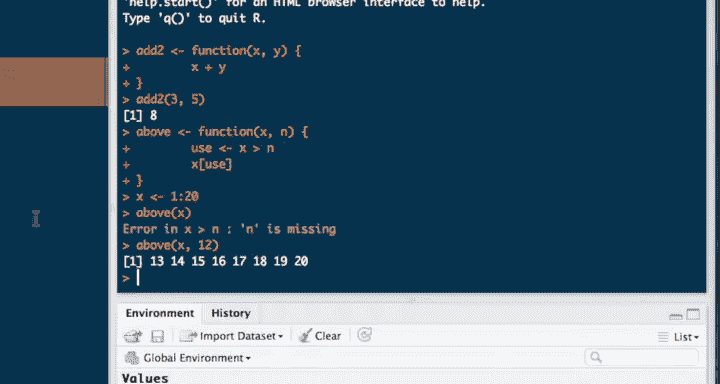 'help.start()' for an HTML browser interface to help.
Type 'q()' to quit R.
> add2 <- function(x, y) {
+         x + y
+ }
> add2(3, 5)
[1] 8
> above <- function(x, n) {
+         use <- x > n
+         x[use]
+ }
> x <- 1:20
> above(x)
Error in x > n : 'n' is missing
> above(x, 12)
[1] 13 14 15 16 17 18 19 20
>
Environment History
Import Dataset Clear List
Global Environment
Values